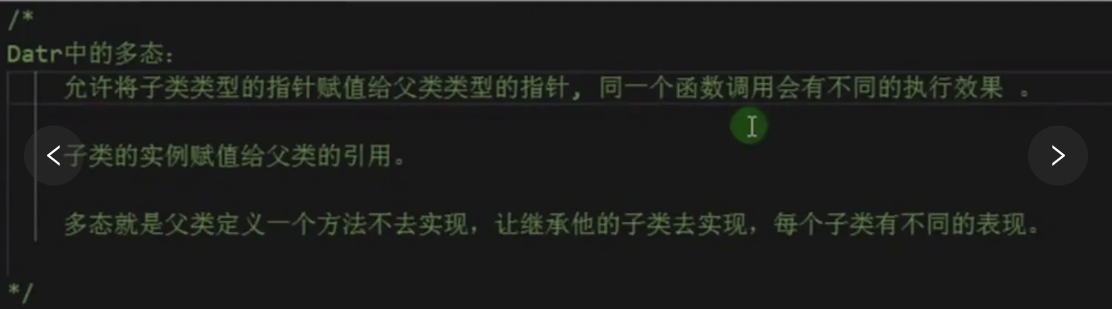 /*
Datr中的多态：
允许将子类类型的指针赋值给父类类型的指针, 同一个函数调用会有不同的执行效果 。
子类的实例赋值给父类的引用。
多态就是父类定义一个方法不去实现，让继承他的子类去实现，每个子类有不同的表现。
*/